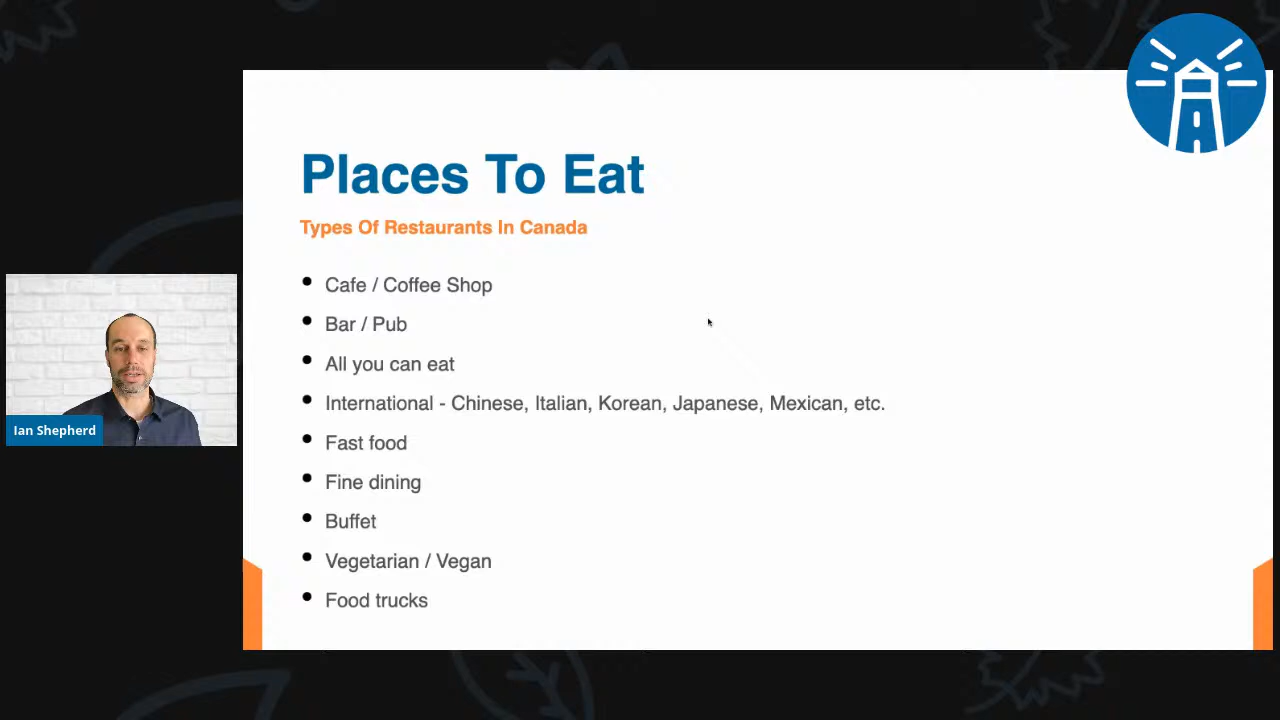 Places To Eat
Types Of Restaurants In Canada
Cafe / Coffee Shop
Bar / Pub
All you can eat
International - Chinese, Italian, Korean, Japanese, Mexican, etc.
Fast food
Fine dining
Buffet
Vegetarian / Vegan
Food trucks
Ian Shepherd